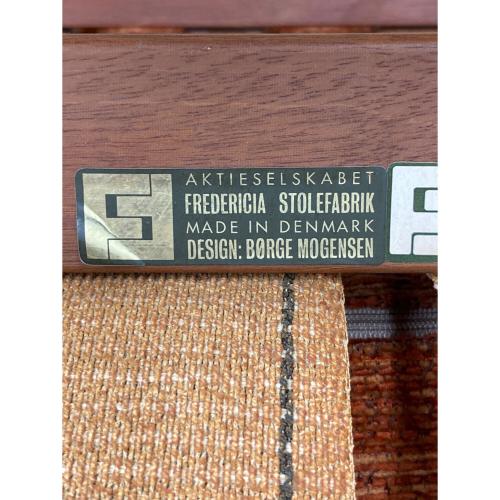 AKTIESELSKABET
FREDERICIA STOLEFABRIK
MADE IN DENMARK
DESIGN: BØRGE MOGENSEN